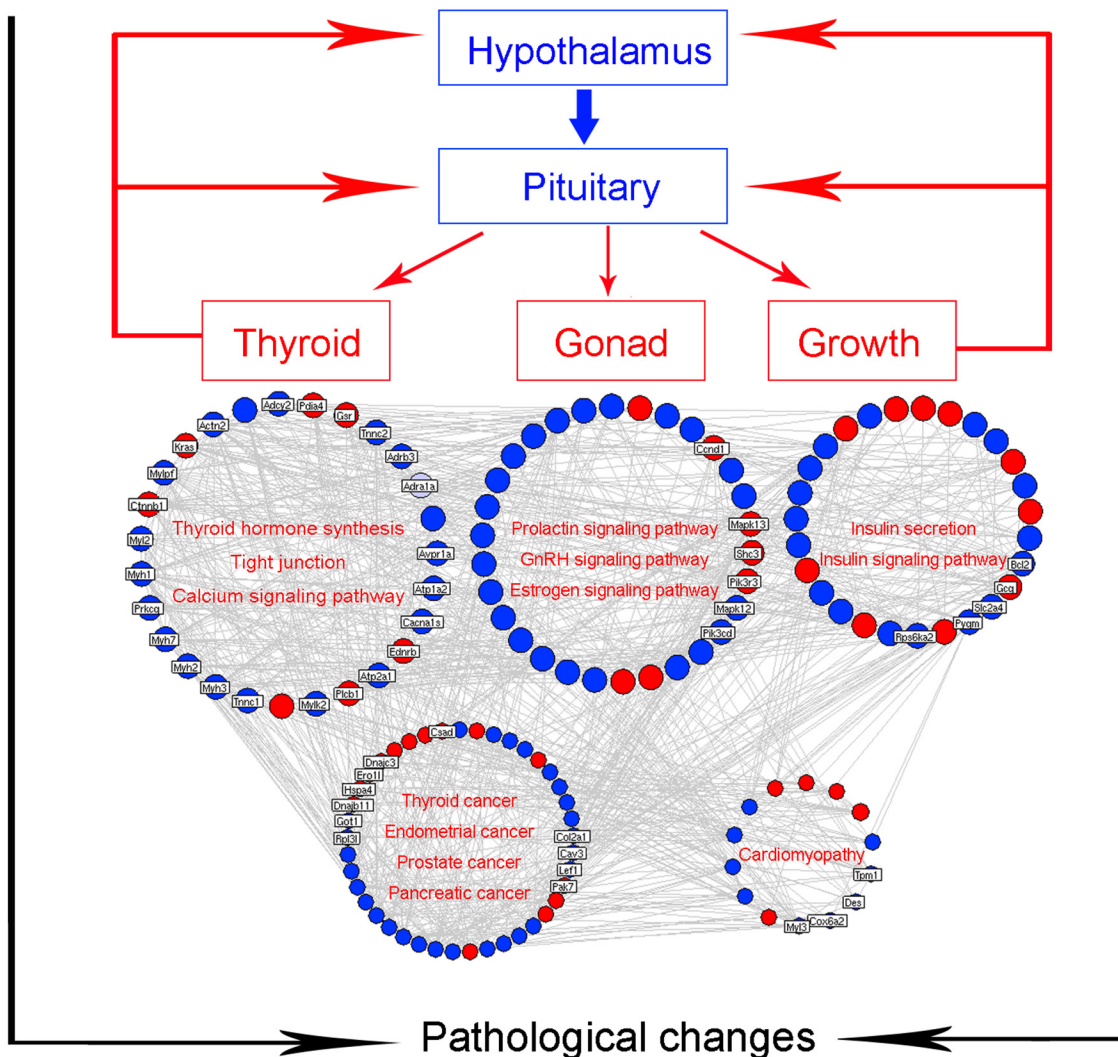 Hypothalamus
Pituitary
Thyroid
Gonad
Growth
Adcy2
Pdia4
Gsr
Actn2
Tnnc2
Kras
Adrb3
Mylpf
Adra1a
Ctnnb1
Thyroid hormone synthesis
Myl2
Tight junction
Avpr1a
Myh1
Calcium signaling pathway
Atp1a2
Prkcg
Cacna1s
Myh7
Ednrb
Myh2
Atp2a1
Myh3
Plcb1
Tnnc1
Mylk2
Ccnd1
Mapk13
Prolactin signaling pathway
Shc3
GnRH signaling pathway
Pik3r3
Estrogen signaling pathway
Mapk12
Pik3cd
Insulin secretion
Insulin signaling pathway
Bcl2
Gcg
Slc2a4
Pygm
Rps6ka2
Csad
Dnajc3
Ero1l
Hspa4
Dnajb11
Got1
Rpl3l
Thyroid cancer
Endometrial cancer
Prostate cancer
Pancreatic cancer
Col2a1
Cav3
Lef1
Pak7
Cardiomyopathy
Tpm1
Des
Cox6a2
Myl3
Pathological changes